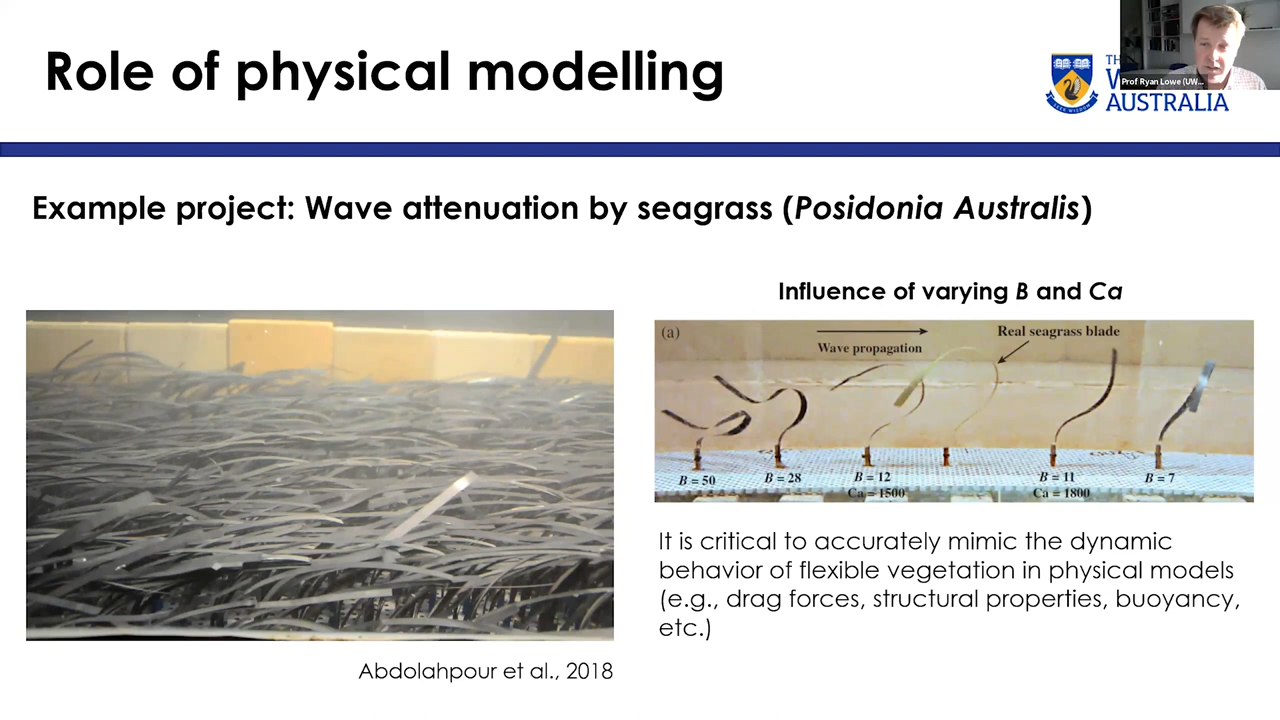 Role of physical modelling
TH
W
AUSTRALIA
Prof Ryan Lowe (UW...
Example project: Wave attenuation by seagrass (Posidonia Australis)
Influence of varying B and Ca
(a)
Wave propagation
Real seagrass blade
B = 50
B = 28
B = 12
Ca = 1500
B = 11
Ca = 1800
B = 7
It is critical to accurately mimic the dynamic
behavior of flexible vegetation in physical models
(e.g., drag forces, structural properties, buoyancy,
etc.)
Abdolahpour et al., 2018